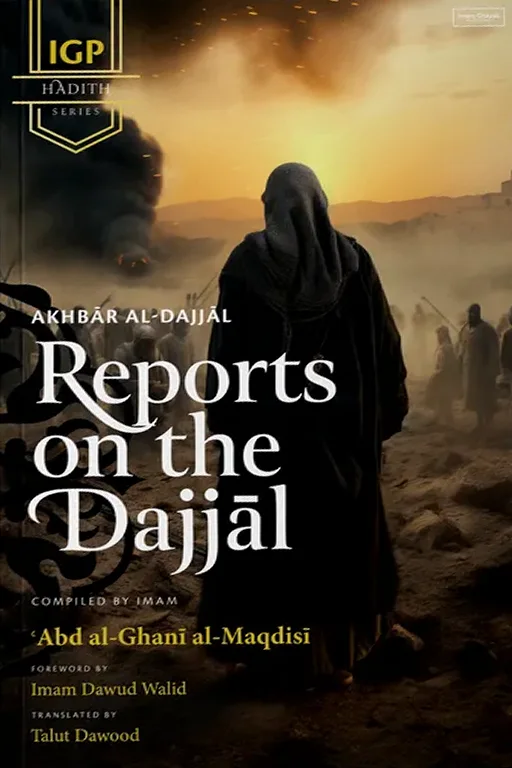 IGP
HADITH
SERIES
AKHBĀR AL-DAJJĀL
Reports
on the
Dajjāl
COMPILED BY IMAM
ʿAbd al-Ghanī al-Maqdisī
FOREWORD BY
Imam Dawud Walid
TRANSLATED BY
Talut Dawood